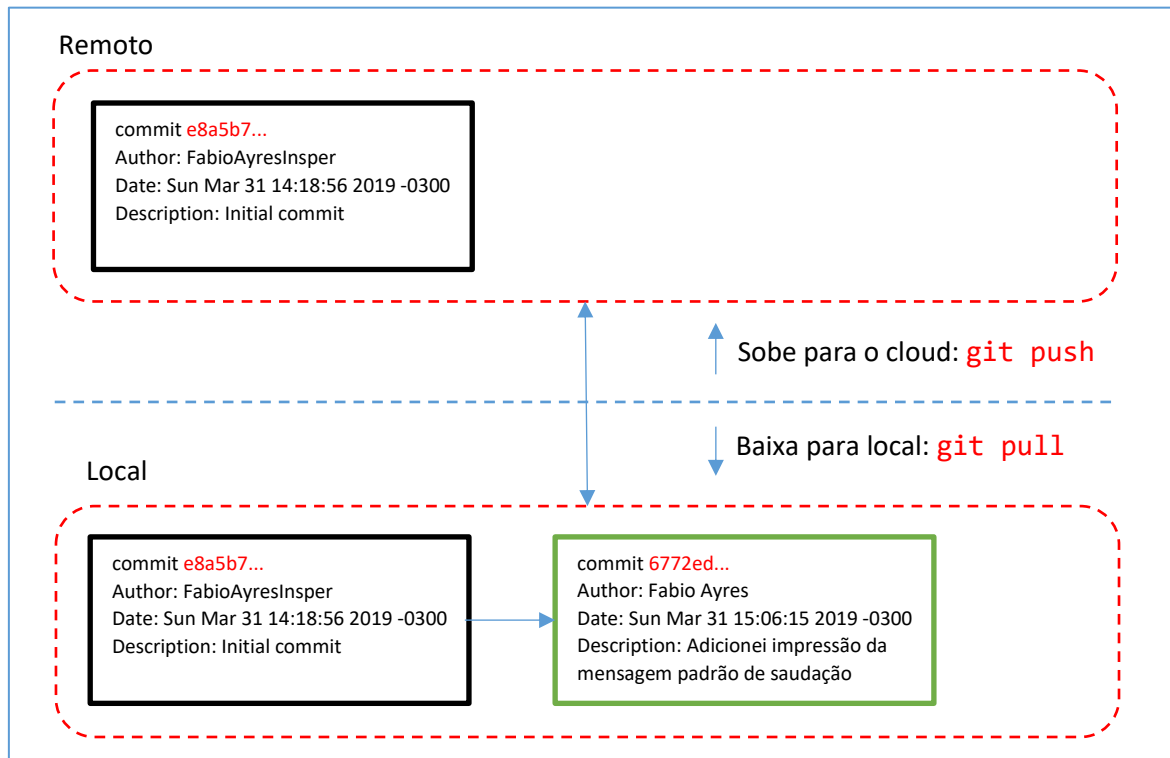 Remoto
commit e8a5b7...
Author: FabioAyresInsper
Date: Sun Mar 31 14:18:56 2019 -0300
Description: Initial commit
Sobe para o cloud: git push
Baixa para local: git pull
Local
commit e8a5b7...
Author: FabioAyresInsper
Date: Sun Mar 31 14:18:56 2019 -0300
Description: Initial commit
commit 6772ed...
Author: Fabio Ayres
Date: Sun Mar 31 15:06:15 2019 -0300
Description: Adicionei impressão da
mensagem padrão de saudação